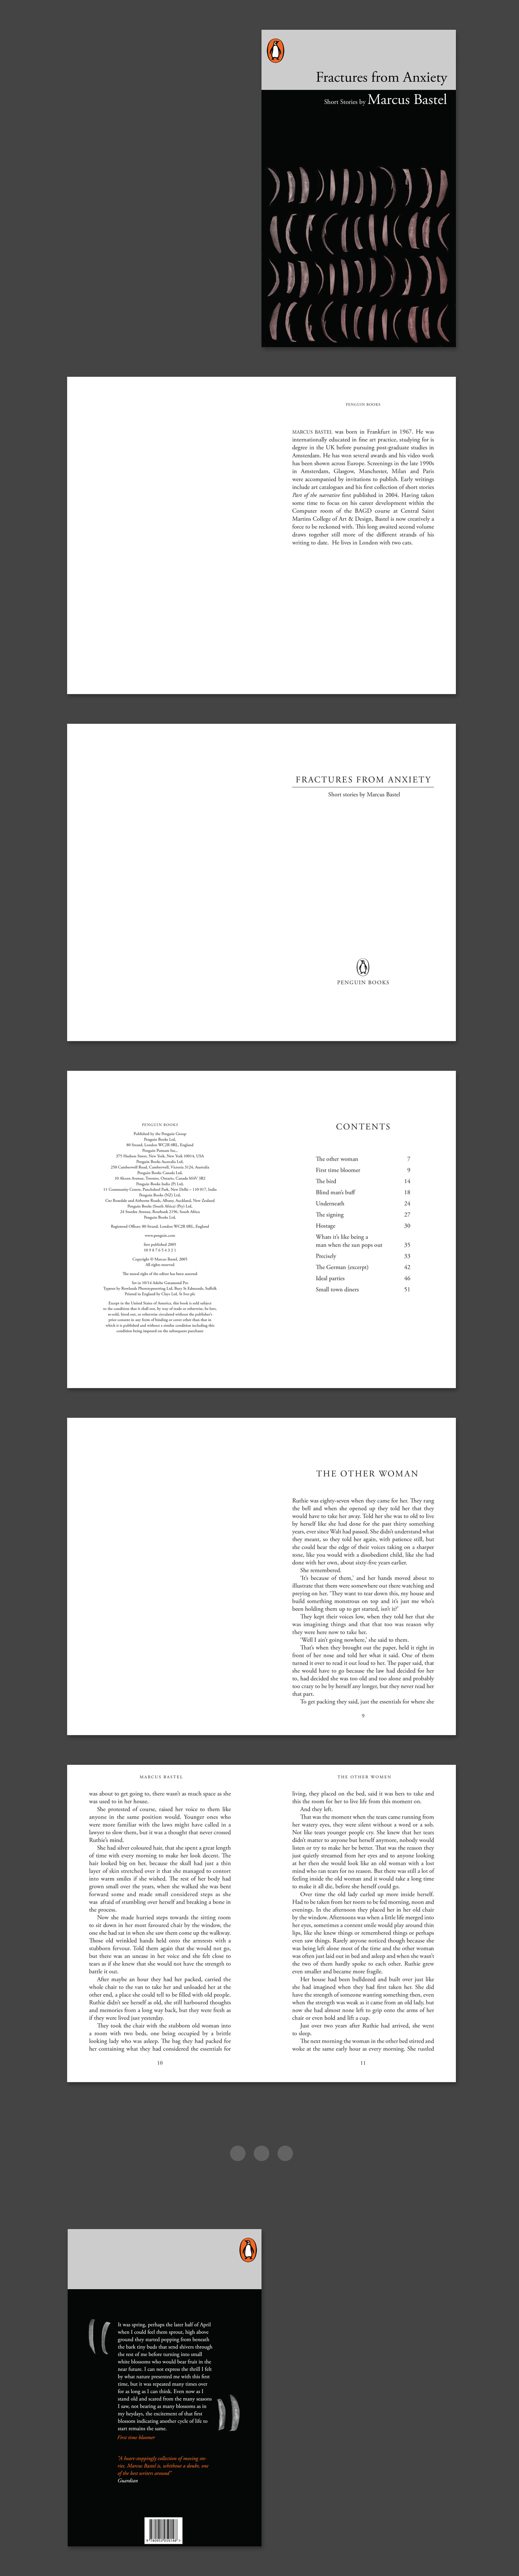 Fractures from Anxiety
Short Stories by Marcus Bastel
PENGUIN BOOKS
MARCUS BASTEL was born in Frankfurt in 1967. He was
internationally educated in fine art practice, studying for is
degree in the UK before pursuing post-graduate studies in
Amsterdam. He has won several awards and his video work
has been shown across Europe. Screenings in the late 1990s
in Amsterdam, Glasgow, Manchester, Milan and Paris
were accompanied by invitations to publish. Early writings
include art catalogues and his first collection of short stories
Part of the narrative first published in 2004. Having taken
some time to focus on his career development within the
Computer room of the BAGD course at Central Saint
Martins College of Art & Design, Bastel is now creatively a
force to be reckoned with. This long awaited second volume
draws together still more of the different strands of his
writing to date. He lives in London with two cats.
FRACTURES FROM ANXIETY
Short stories by Marcus Bastel
PENGUIN BOOKS
PENGUIN BOOKS
Published by the Penguin Group
Penguin Books Ltd,
80 Strand, London WC2R 0RL, England
Penguin Putnam Inc.,
375 Hudson Street, New York, New York 10014, USA
Penguin Books Australia Ltd,
250 Camberwell Road, Camberwell, Victoria 3124, Australia
Penguin Books Canada Ltd,
10 Alcorn Avenue, Toronto, Ontario, Canada M4V 3B2
Penguin Books India (P) Ltd,
11 Community Centre, Panchsheel Park, New Delhi – 110 017, India
Penguin Books (NZ) Ltd,
Cnr Rosedale and Airborne Roads, Albany, Auckland, New Zealand
Penguin Books (South Africa) (Pty) Ltd,
24 Sturdee Avenue, Rosebank 2196, South Africa
Penguin Books Ltd,
Registered Offices: 80 Strand, London WC2R 0RL, England
www.penguin.com
first published 2005
10 9 8 7 6 5 4 3 2 1
Copyright © Marcus Bastel, 2005
All rights reserved
The moral right of the author has been asserted
Set in 10/14 Adobe Garamond Pro
Typeset by Rowlands Phototypesetting Ltd, Bury St Edmunds, Suffolk
Printed in England by Clays Ltd, St Ives plc
Except in the United States of America, this book is sold subject
to the condition that it shall not, by way of trade or otherwise, be lent,
re-sold, hired out, or otherwise circulated without the publisher's
prior consent in any form of binding or cover other than that in
which it is published and without a similar condition including this
condition being imposed on the subsequent purchaser
CONTENTS
The other woman 7
First time bloomer 9
The bird 14
Blind man's buff 18
Underneath 24
The signing 27
Hostage 30
Whats it's like being a
man when the sun pops out 35
Precisely 33
The German (excerpt) 42
Ideal parties 46
Small town diners 51
THE OTHER WOMAN
Ruthie was eighty-seven when they came for her. They rang
the bell and when she opened up they told her that they
would have to take her away. Told her she was to old to live
by herself like she had done for the past thirty something
years, ever since Walt had passed. She didn't understand what
they meant, so they told her again, with patience still, but
she could hear the edge of their voices taking on a sharper
tone, like you would with a disobedient child, like she had
done with her own, about sixty-five years earlier.
She remembered.
'It's because of them,' and her hands moved about to
illustrate that them were somewhere out there watching and
preying on her. 'They want to tear down this, my house and
build something monstrous on top and it's just me who's
been holding them up to get started, isn't it?'
They kept their voices low, when they told her that she
was imagining things and that that too was reason why
they were here now to take her.
'Well I ain't going nowhere,' she said to them.
That's when they brought out the paper, held it right in
front of her nose and told her what it said. One of them
turned it over to read it out loud to her. The paper said, that
she would have to go because the law had decided for her
to, had decided she was too old and too alone and probably
too crazy to be by herself any longer, but they never read her
that part.
To get packing they said, just the essentials for where she
9
MARCUS BASTEL
was about to get going to, there wasn't as much space as she
was used to in her house.
She protested of course, raised her voice to them like
anyone in the same position would. Younger ones who
were more familiar with the laws might have called in a
lawyer to slow them, but it was a thought that never crossed
Ruthie's mind.
She had silver coloured hair, that she spent a great length
of time with every morning to make her look decent. The
hair looked big on her, because the skull had just a thin
layer of skin stretched over it that she managed to contort
into warm smiles if she wished. The rest of her body had
grown small over the years, when she walked she was bent
forward some and made small considered steps as she
was afraid of stumbling over and breaking a bone in
the process.
Now she made hurried steps towards the sitting room
to sit down in her most favoured chair by the window, the
one she had sat in when she saw them come up the walkway.
Those old wrinkled hands held onto the armrests with a
stubborn fervour. Told them again that she would not go,
but there was an unease in her voice and she felt close to
tears as if she knew that she would not have the strength to
battle it out.
After maybe an hour they had her packed, carried the
whole chair to the van to take her and unloaded her at the
other end, a place she could tell to be filled with old people.
Ruthie didn't see herself as old, she still harboured thoughts
and memories from a long way back, but they were fresh as
if they were lived just yesterday.
They took the chair with the stubborn old woman into
a room with two beds, one being occupied by a brittle
looking lady who was asleep. The bag they had packed for
her containing what they had considered the essentials for
10
THE OTHER WOMEN
living, they placed on the bed, said it was hers to take and
this the room for her to live life from this moment on.
And they left.
That was the moment when the tears came running from
her watery eyes, they were silent without a word or a sob.
Not like tears younger people cry. She knew that her tears
didn't matter to anyone but herself anymore, nobody would
listen or try to make her be better. That was the reason they
just quietly streamed from her eyes and to anyone looking
at her then she would look like an old woman with a lost
mind who was too old to notice. But there was still a lot of
feeling inside the old woman and it would take a long time
to make it all die, before she herself could go.
Over time the old lady curled up more inside herself.
Had to be taken from her room to be fed morning, noon and
evenings. In the afternoon they placed her in her old chair
by the window. Afternoons was when a little life merged into
her eyes, sometimes a content smile would play around thin
lips, like she knew things or remembered things or perhaps
even saw things. Rarely anyone noticed though because she
was being left alone most of the time and the other woman
was often just laid out in bed and asleep and when she wasn't
the two of them hardly spoke to each other. Ruthie grew
even smaller and became more fragile,
Her house had been bulldozed and built over just like
she had imagined first thing after they had taken her. She did
have the strength of someone wanting something then, even
when the strength was weak as it came from an old lady, but
now she had almost none left to grip onto the arms of her
chair or even hold and lift a cup.
Just over two years after Ruthie had arrived, she went
to sleep.
The next morning the woman in the other bed stirred and
woke at the same early hour as every morning. She rustled
11
It was spring, perhaps the later half of April
when I could feel them sprout, high above
ground they started popping from beneath
the bark tiny buds that send shivers through
the rest of me before turning into small
white blossoms who would bear fruit in the
near future. I can not express the thrill I felt
by what nature presented me with this first
time, but it was repeated many times over
for as long as I can think. Even now as I
stand old and scared from the many seasons
I saw, not bearing as many blossoms as in
my heydays, the excitement of that first
blossom indicating another cycle of life to
start remains the same.
First time bloomer
"A heart-stoppingly collection of moving sto-
ries. Marcus Bastel is, whithout a doubt, one
of the best writers around"
Guardian